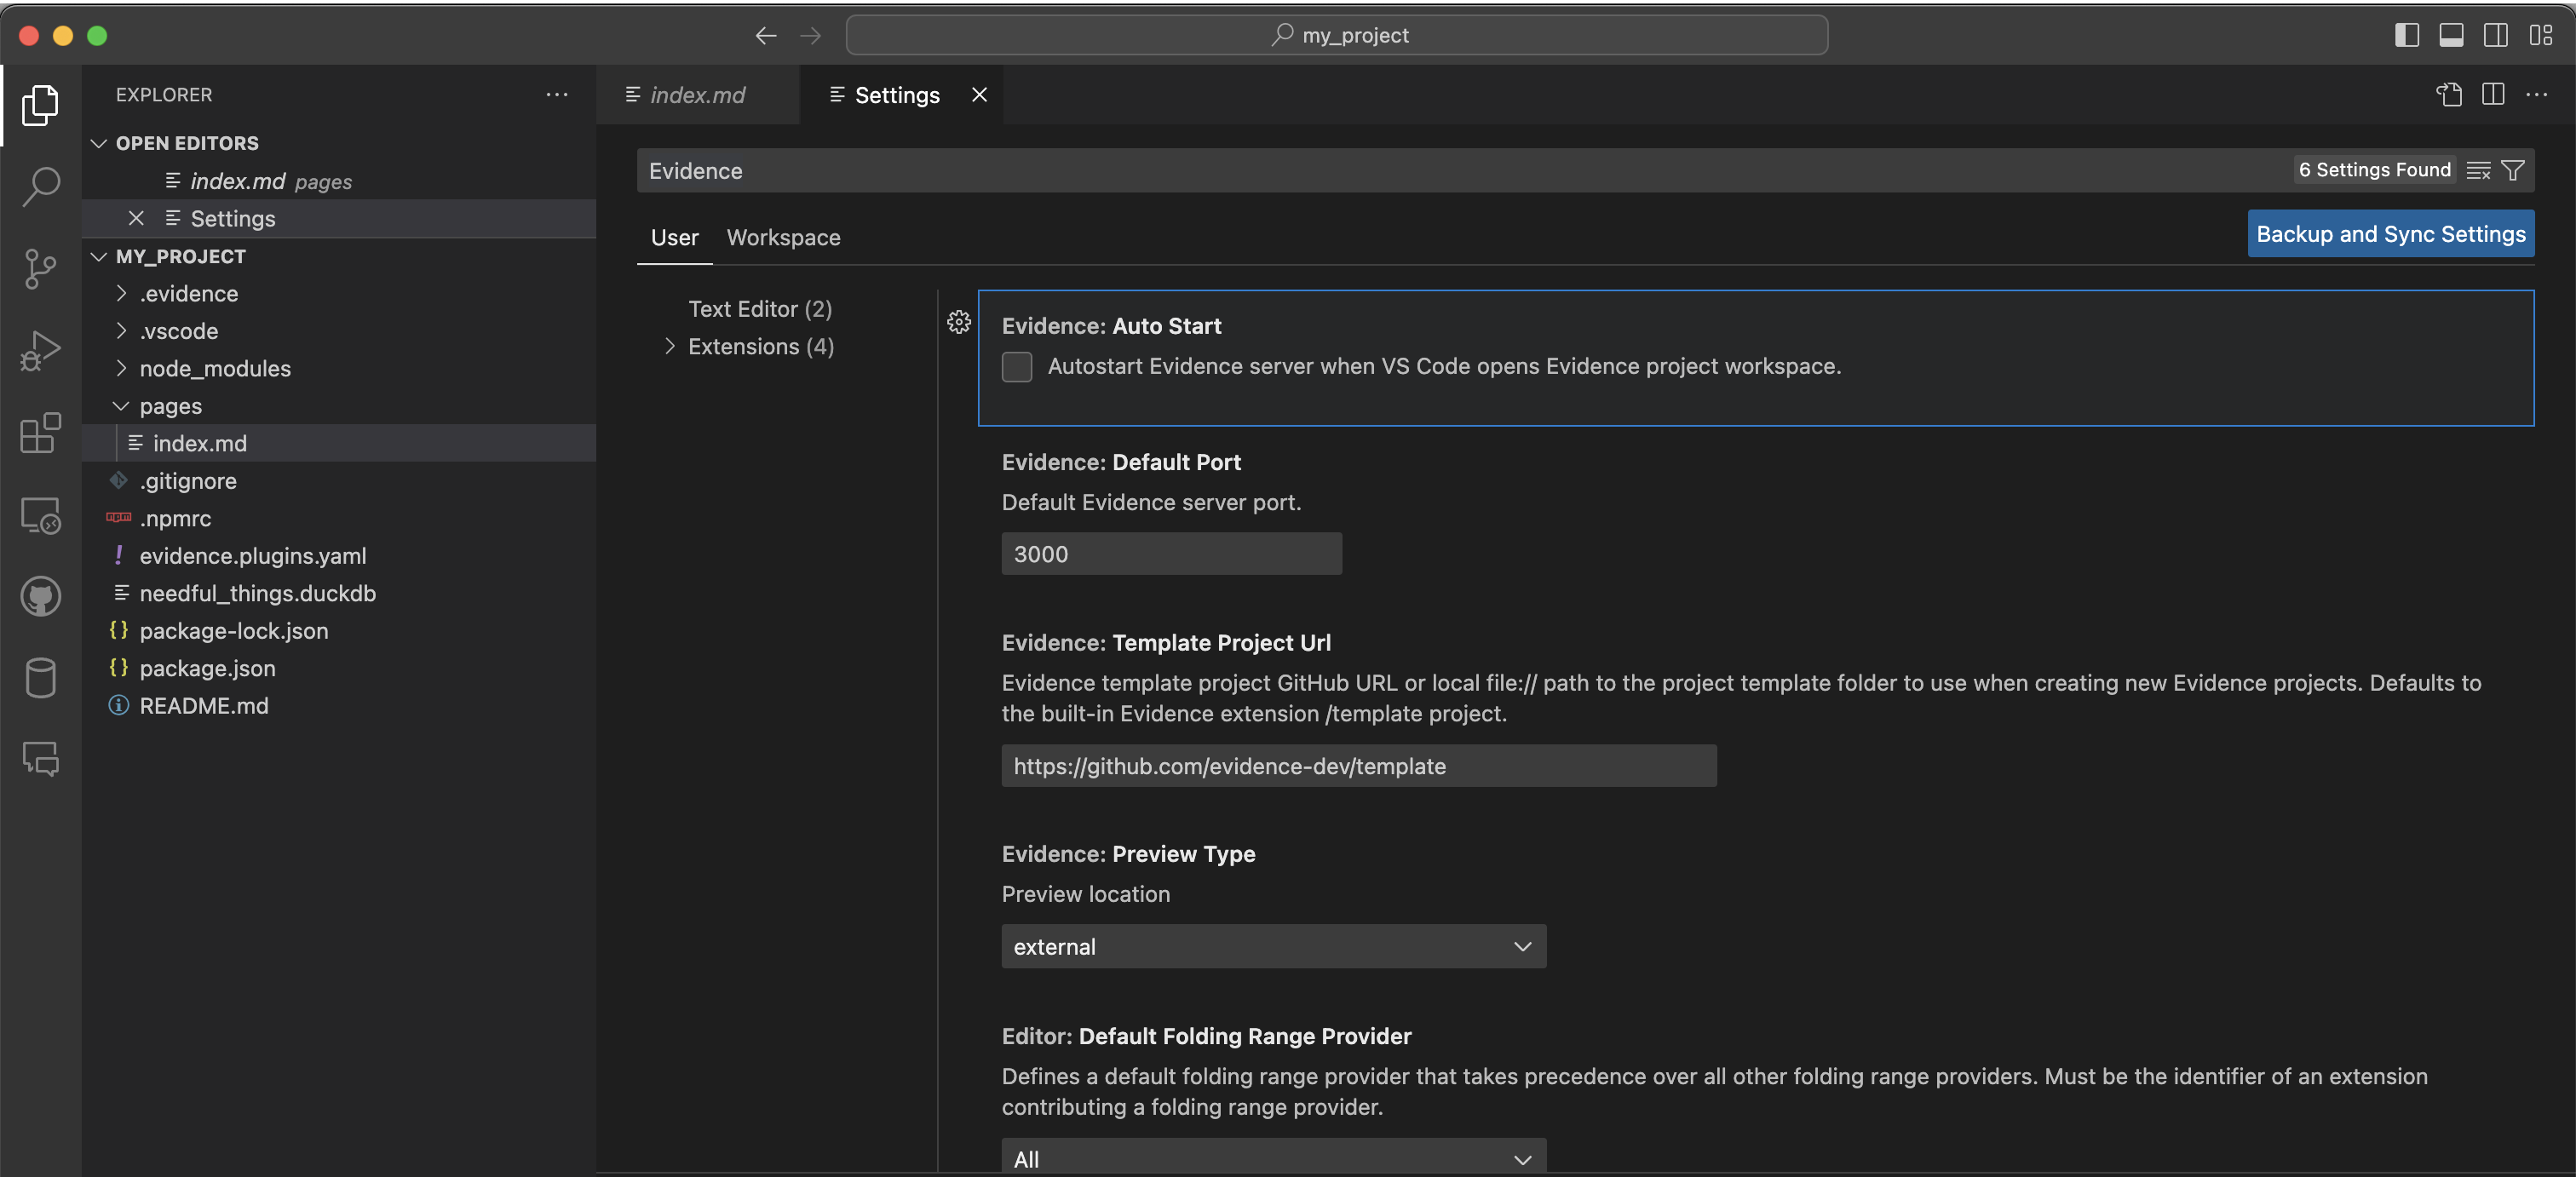 my_project
EXPLORER
OPEN EDITORS
index.md pages
Settings
MY_PROJECT
.evidence
.vscode
node_modules
pages
index.md
.gitignore
.npmrc
evidence.plugins.yaml
needful_things.duckdb
package-lock.json
package.json
README.md
index.md
Settings
Evidence
6 Settings Found
User
Workspace
Backup and Sync Settings
Text Editor (2)
Extensions (4)
Evidence: Auto Start
Autostart Evidence server when VS Code opens Evidence project workspace.
Evidence: Default Port
Default Evidence server port.
3000
Evidence: Template Project Url
Evidence template project GitHub URL or local file:// path to the project template folder to use when creating new Evidence projects. Defaults to
the built-in Evidence extension /template project.
https://github.com/evidence-dev/template
Evidence: Preview Type
Preview location
external
Editor: Default Folding Range Provider
Defines a default folding range provider that takes precedence over all other folding range providers. Must be the identifier of an extension
contributing a folding range provider.
All